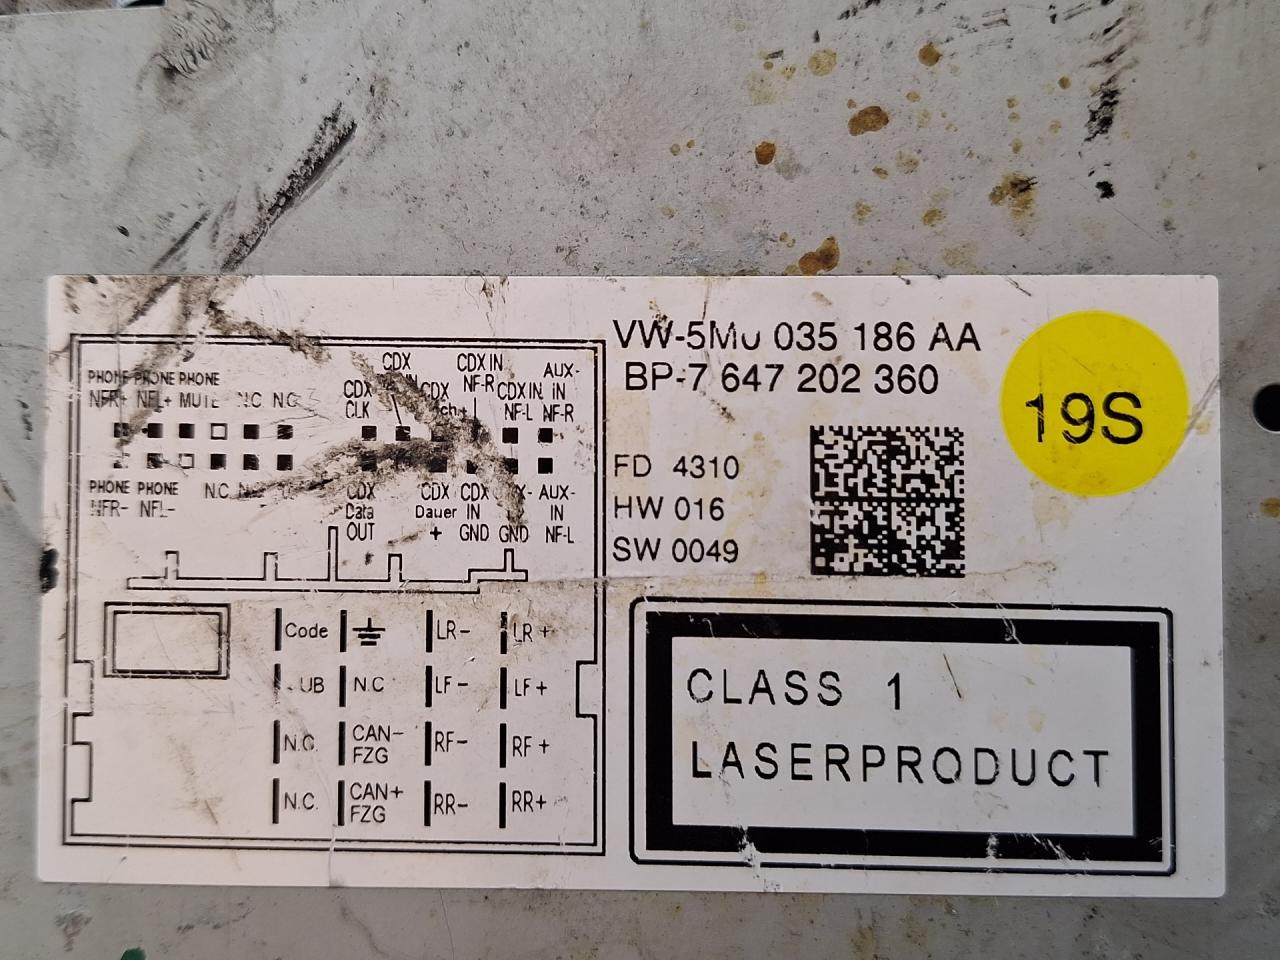 VW-5M0 035 186 AA
BP-7 647 202 360
19S
FD 4310
HW 016
SW 0049
CLASS 1
LASERPRODUCT
CDX CDX IN AUX-
PHONE PHONE PHONE CDX IN NF-R CDX CDX IN IN
NFR+ NFL+ MUTE N.C N.C CLK NF-L NF-R
PHONE PHONE N.C CDX CDX CDX AUX-
NFR- NFL- Data Dauer IN IN
OUT + GND GND NF-L
Code LR- LR+
UB N.C LF- LF+
N.C. CAN- FZG RF- RF+
N.C. CAN+ FZG RR- RR+